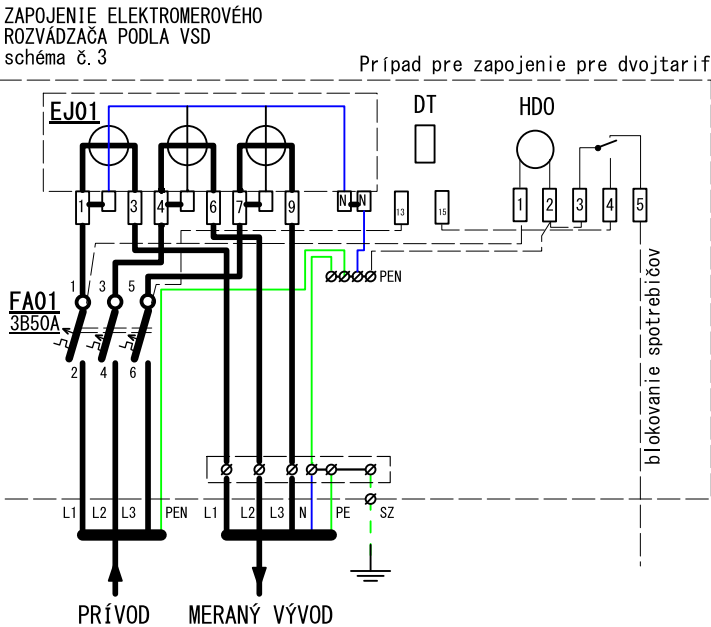 ZAPOJENIE ELEKTROMEROVÉHO
ROZVÁDZAČA PODLA VSD
schéma č.3
Prípad pre zapojenie pre dvojtarif
EJ01
DT
HDO
1 3 4 6 7 9 N N 13 15 1 2 3 4 5
1 3 5
PEN
FA01
3B50A
2 4 6
blokovanie spotrebičov
L1 L2 L3 PEN L1 L2 L3 N PE SZ
PRÍVOD MERANÝ VÝVOD